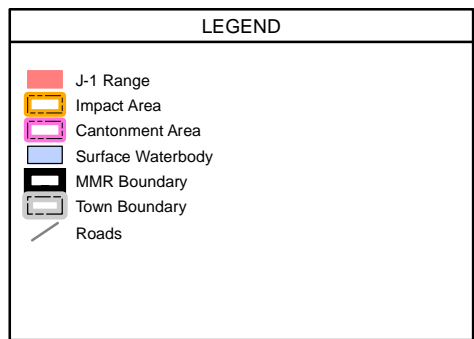 LEGEND
J-1 Range
Impact Area
Cantonment Area
Surface Waterbody
MMR Boundary
Town Boundary
Roads